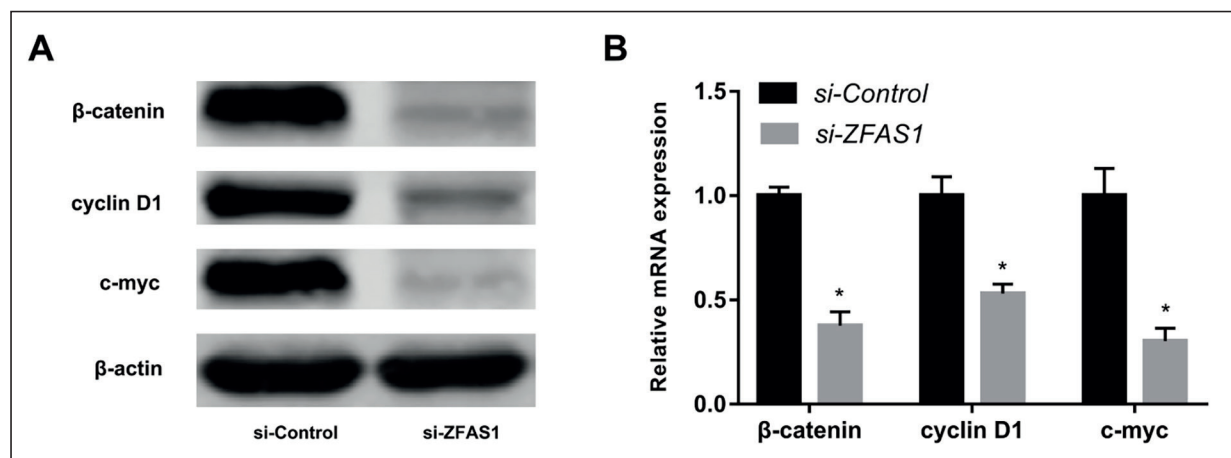 A
β-catenin
cyclin D1
c-myc
β-actin
si-Control si-ZFAS1
B
Relative mRNA expression
1.5
1.0
0.5
0.0
si-Control
si-ZFAS1
*
*
*
β-catenin cyclin D1 c-myc